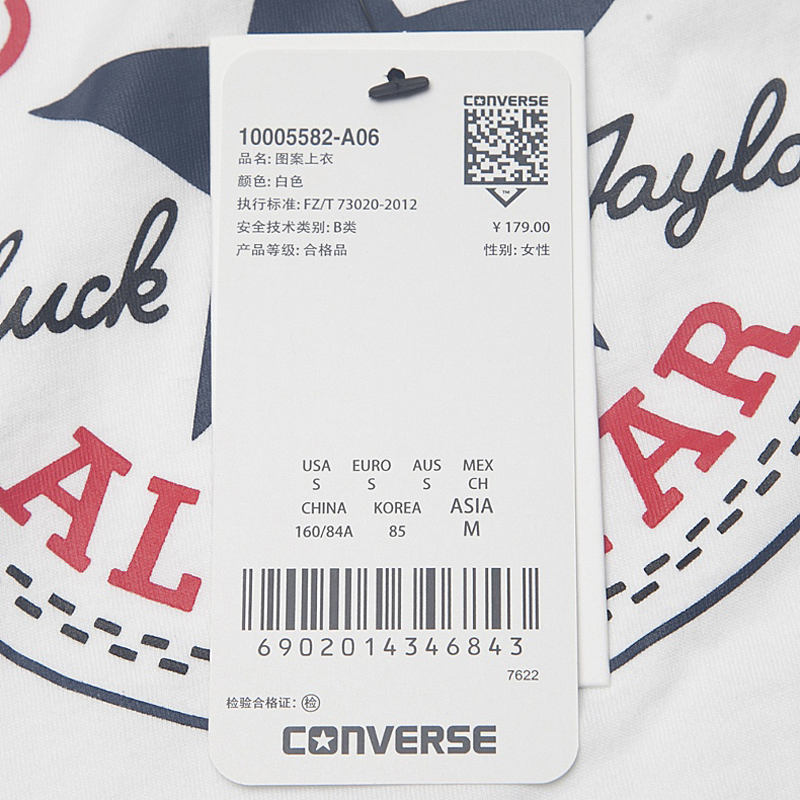 CONVERSE
10005582-A06
品名: 图案上衣
颜色: 白色
执行标准: FZ/T 73020-2012
安全技术类别: B类
¥ 179.00
产品等级: 合格品
性别: 女性
TM
USA EURO AUS MEX
S S S CH
CHINA KOREA ASIA
160/84A 85 M
6902014346843
7622
检验合格证: 检
CONVERSE
uck
Taylo
AL
AR